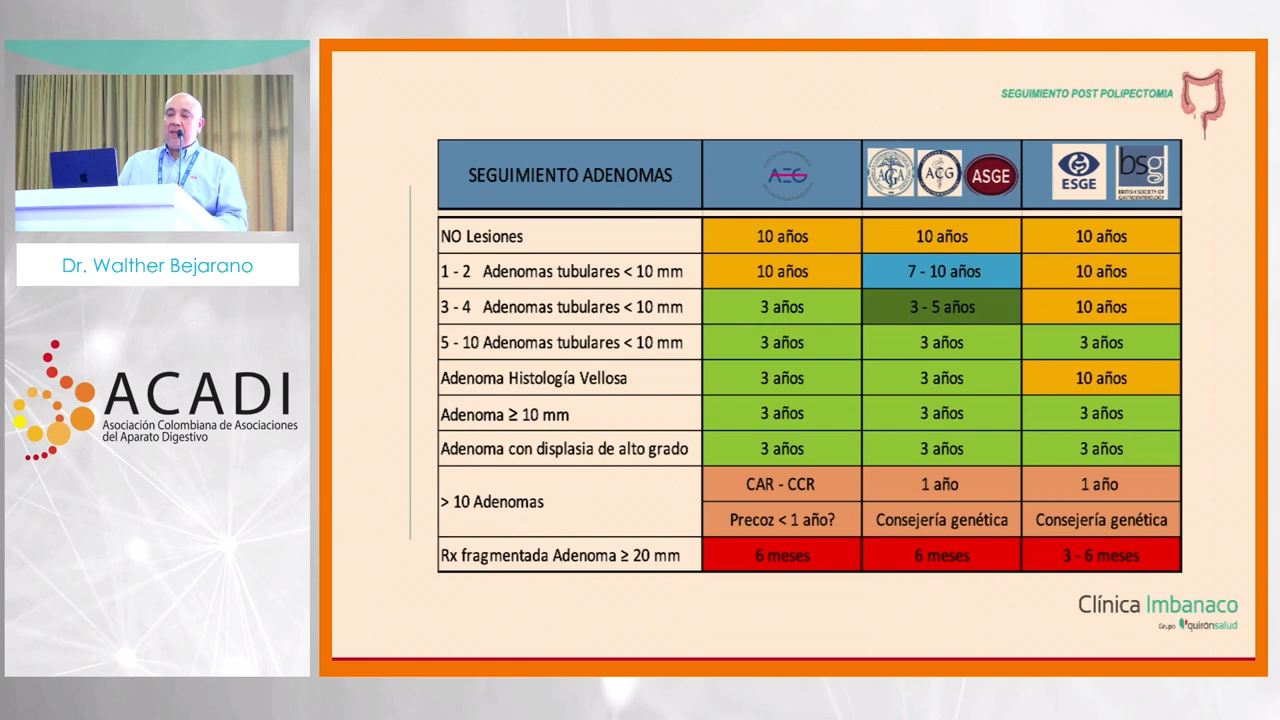 Dr. Walther Bejarano
ACADI
Asociación Colombiana de Asociaciones
del Aparato Digestivo
SEGUIMIENTO POST POLIPECTOMIA
SEGUIMIENTO ADENOMAS
AEG
AGA
ACG
ASGE
ESGE
bsg
BRITISH SOCIETY OF
GASTROENTEROLOGY
NO Lesiones 10 años 10 años 10 años
1 - 2 Adenomas tubulares < 10 mm 10 años 7 - 10 años 10 años
3 - 4 Adenomas tubulares < 10 mm 3 años 3 - 5 años 10 años
5 - 10 Adenomas tubulares < 10 mm 3 años 3 años 3 años
Adenoma Histología Vellosa 3 años 3 años 10 años
Adenoma ≥ 10 mm 3 años 3 años 3 años
Adenoma con displasia de alto grado 3 años 3 años 3 años
> 10 Adenomas
CAR - CCR 1 año 1 año
Precoz < 1 año? Consejería genética Consejería genética
Rx fragmentada Adenoma ≥ 20 mm 6 meses 6 meses 3 - 6 meses
Clínica Imbanaco
Grupo quirónsalud